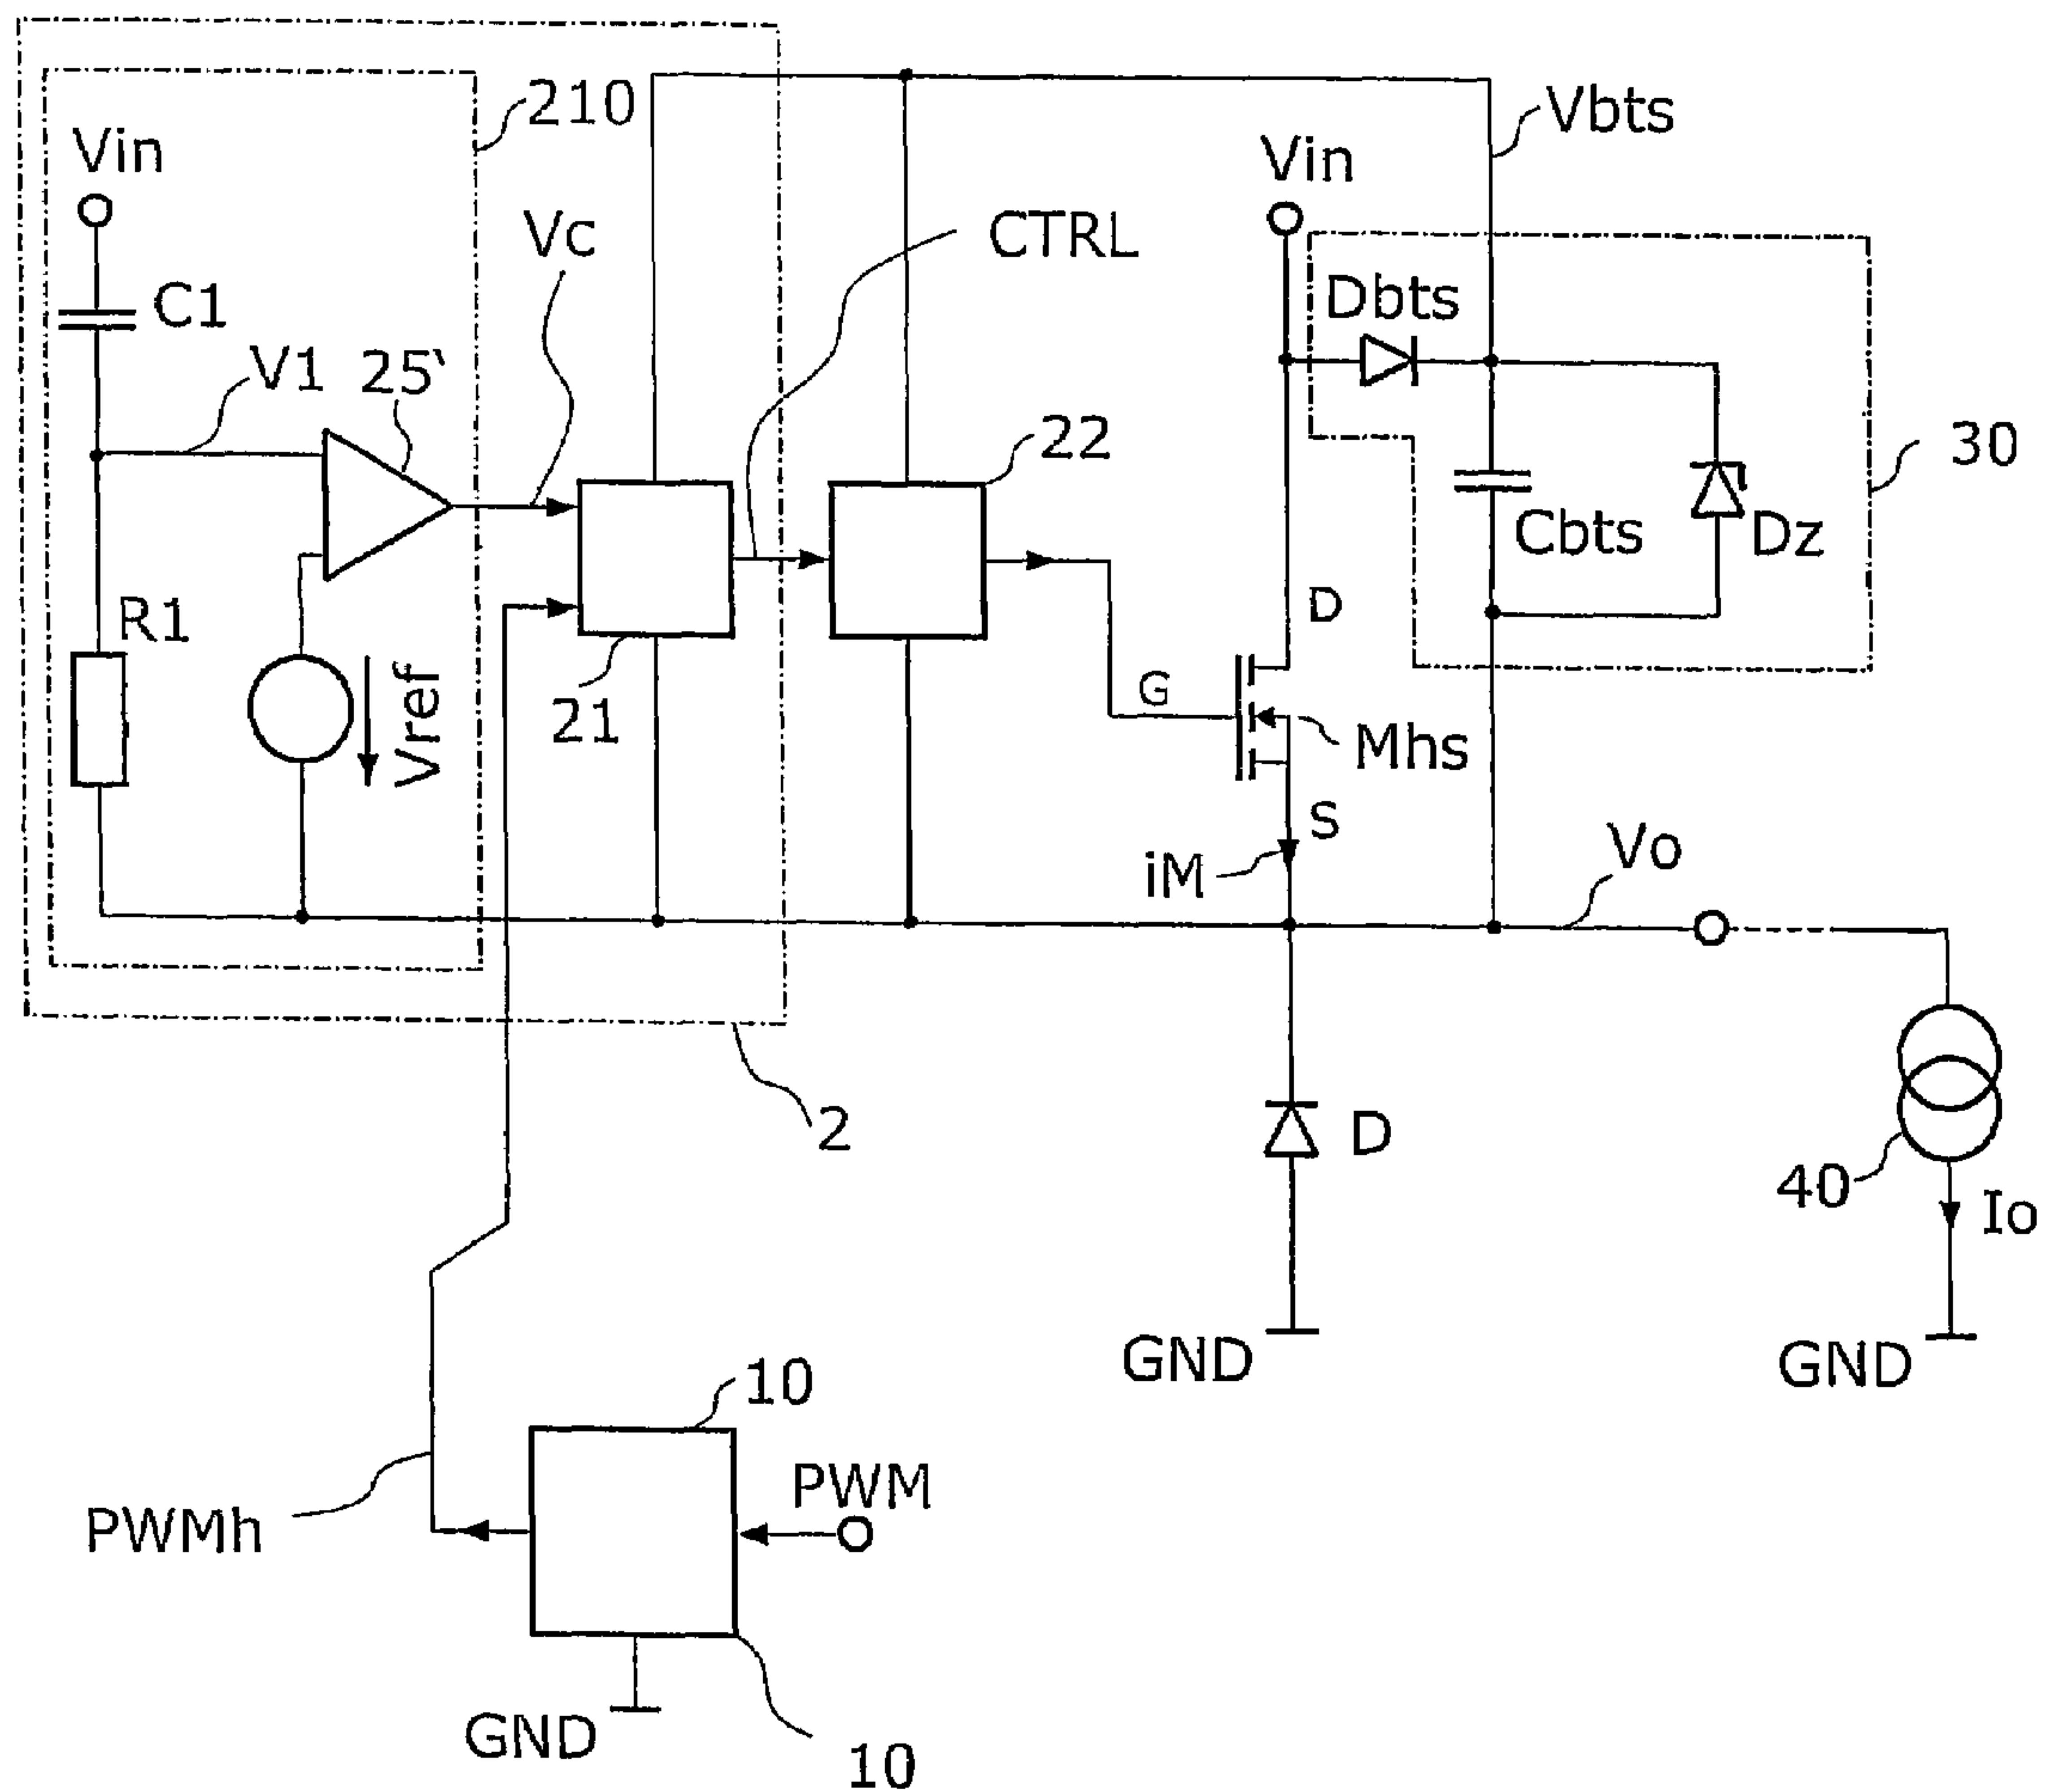 210
Vbts
Vin
Vin
Vc
CTRL
Dbts
C1
V1
25'
22
30
Cbts
Dz
D
R1
G
Vref
21
Mhs
S
iM
Vo
2
D
40
Io
GND
GND
10
PWM
PWMh
GND
10